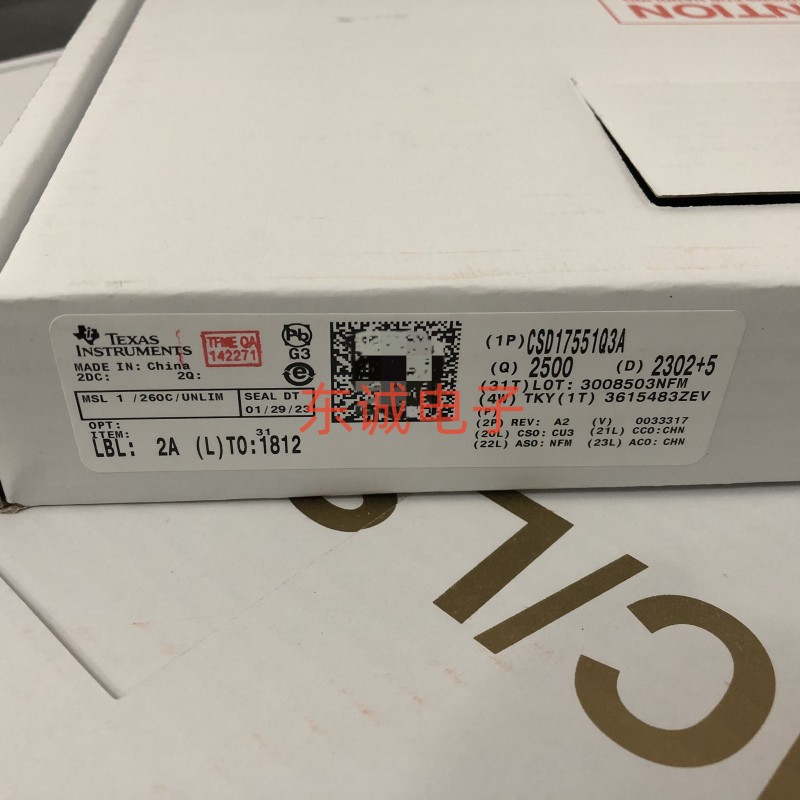 NTION
TEXAS
INSTRUMENTS
MADE IN: China
2DC: 2Q:
TFME QA
142271
Pb
G3
e
MSL 1 /260C/UNLIM
SEAL DT
01/29/23
OPT:
ITEM: 31
LBL: 2A (L)TO:1812
(1P) CSD17551Q3A
(Q) 2500 (D) 2302+5
(31T)LOT: 3008503NFM
(4W) TKY(1T) 3615483ZEV
(P)
(2P) REV: A2 (V) 0033317
(20L) CSO: CU3 (21L) CCO:CHN
(22L) ASO: NFM (23L) ACO: CHN
东诚电子